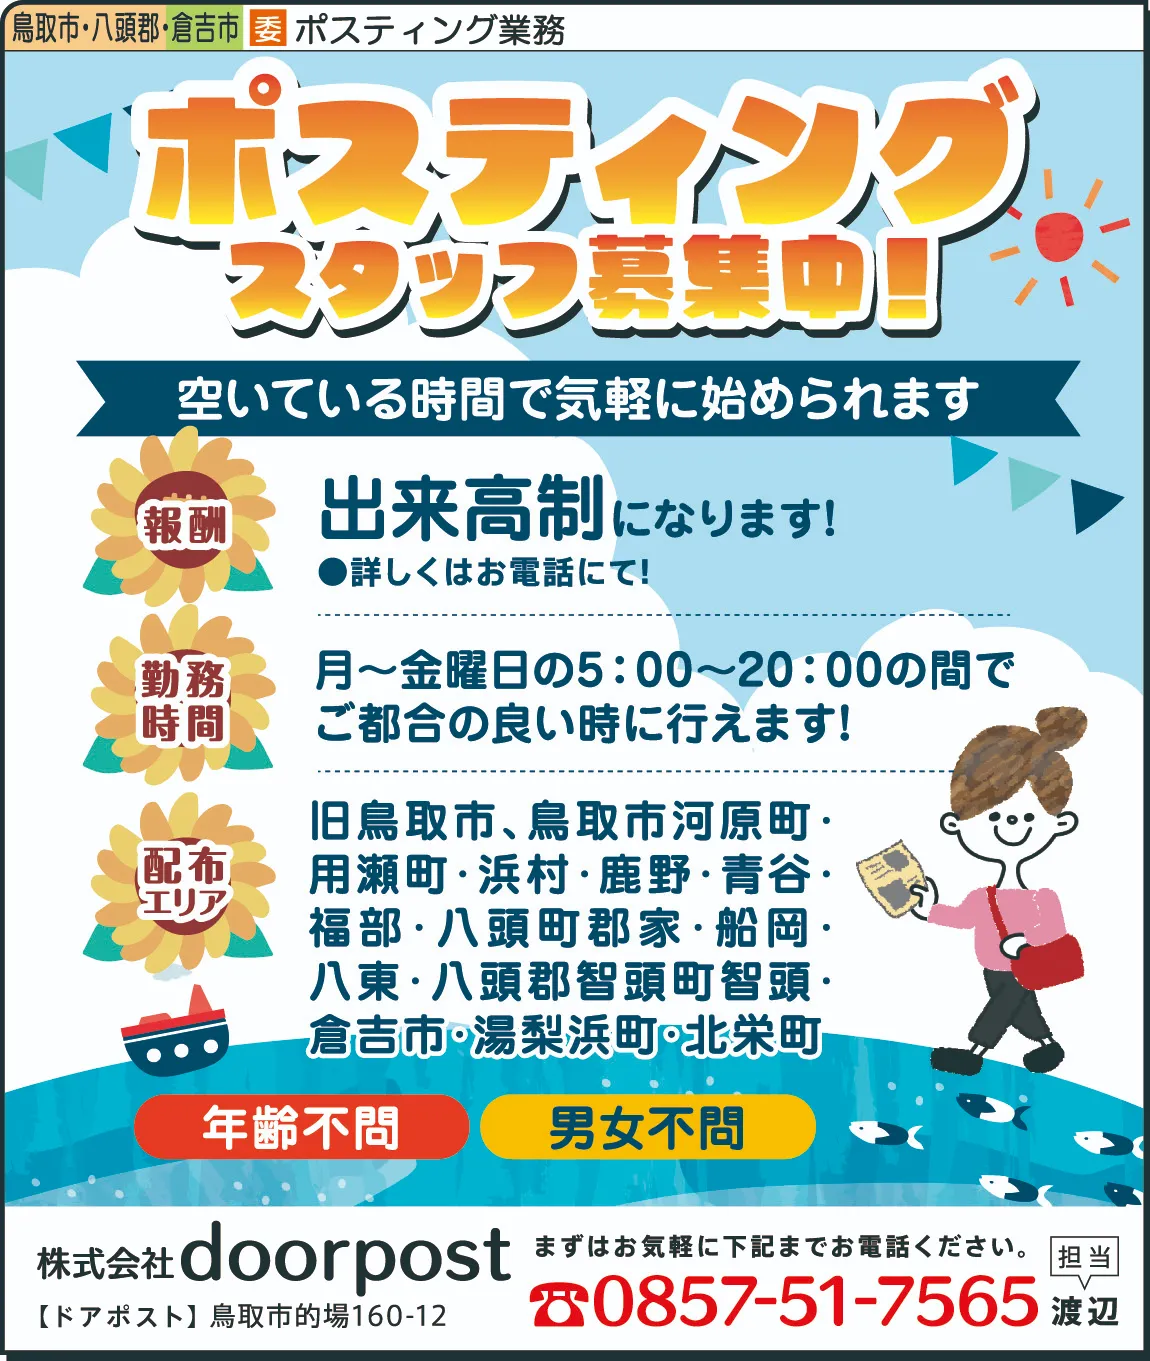 鳥取市・八頭郡・倉吉市 委 ポスティング業務
ポスティング
スタッフ募集中!
空いている時間で気軽に始められます
報酬
出来高制になります!
●詳しくはお電話にて!
勤務
時間
月～金曜日の5：00～20：00の間で
ご都合の良い時に行えます!
配布
エリア
旧鳥取市、鳥取市河原町・
用瀬町・浜村・鹿野・青谷・
福部・八頭町郡家・船岡・
八東・八頭郡智頭町智頭・
倉吉市・湯梨浜町・北栄町
年齢不問
男女不問
株式会社doorpost
【ドアポスト】鳥取市的場160-12
まずはお気軽に下記までお電話ください。
☎0857-51-7565
担当
渡辺